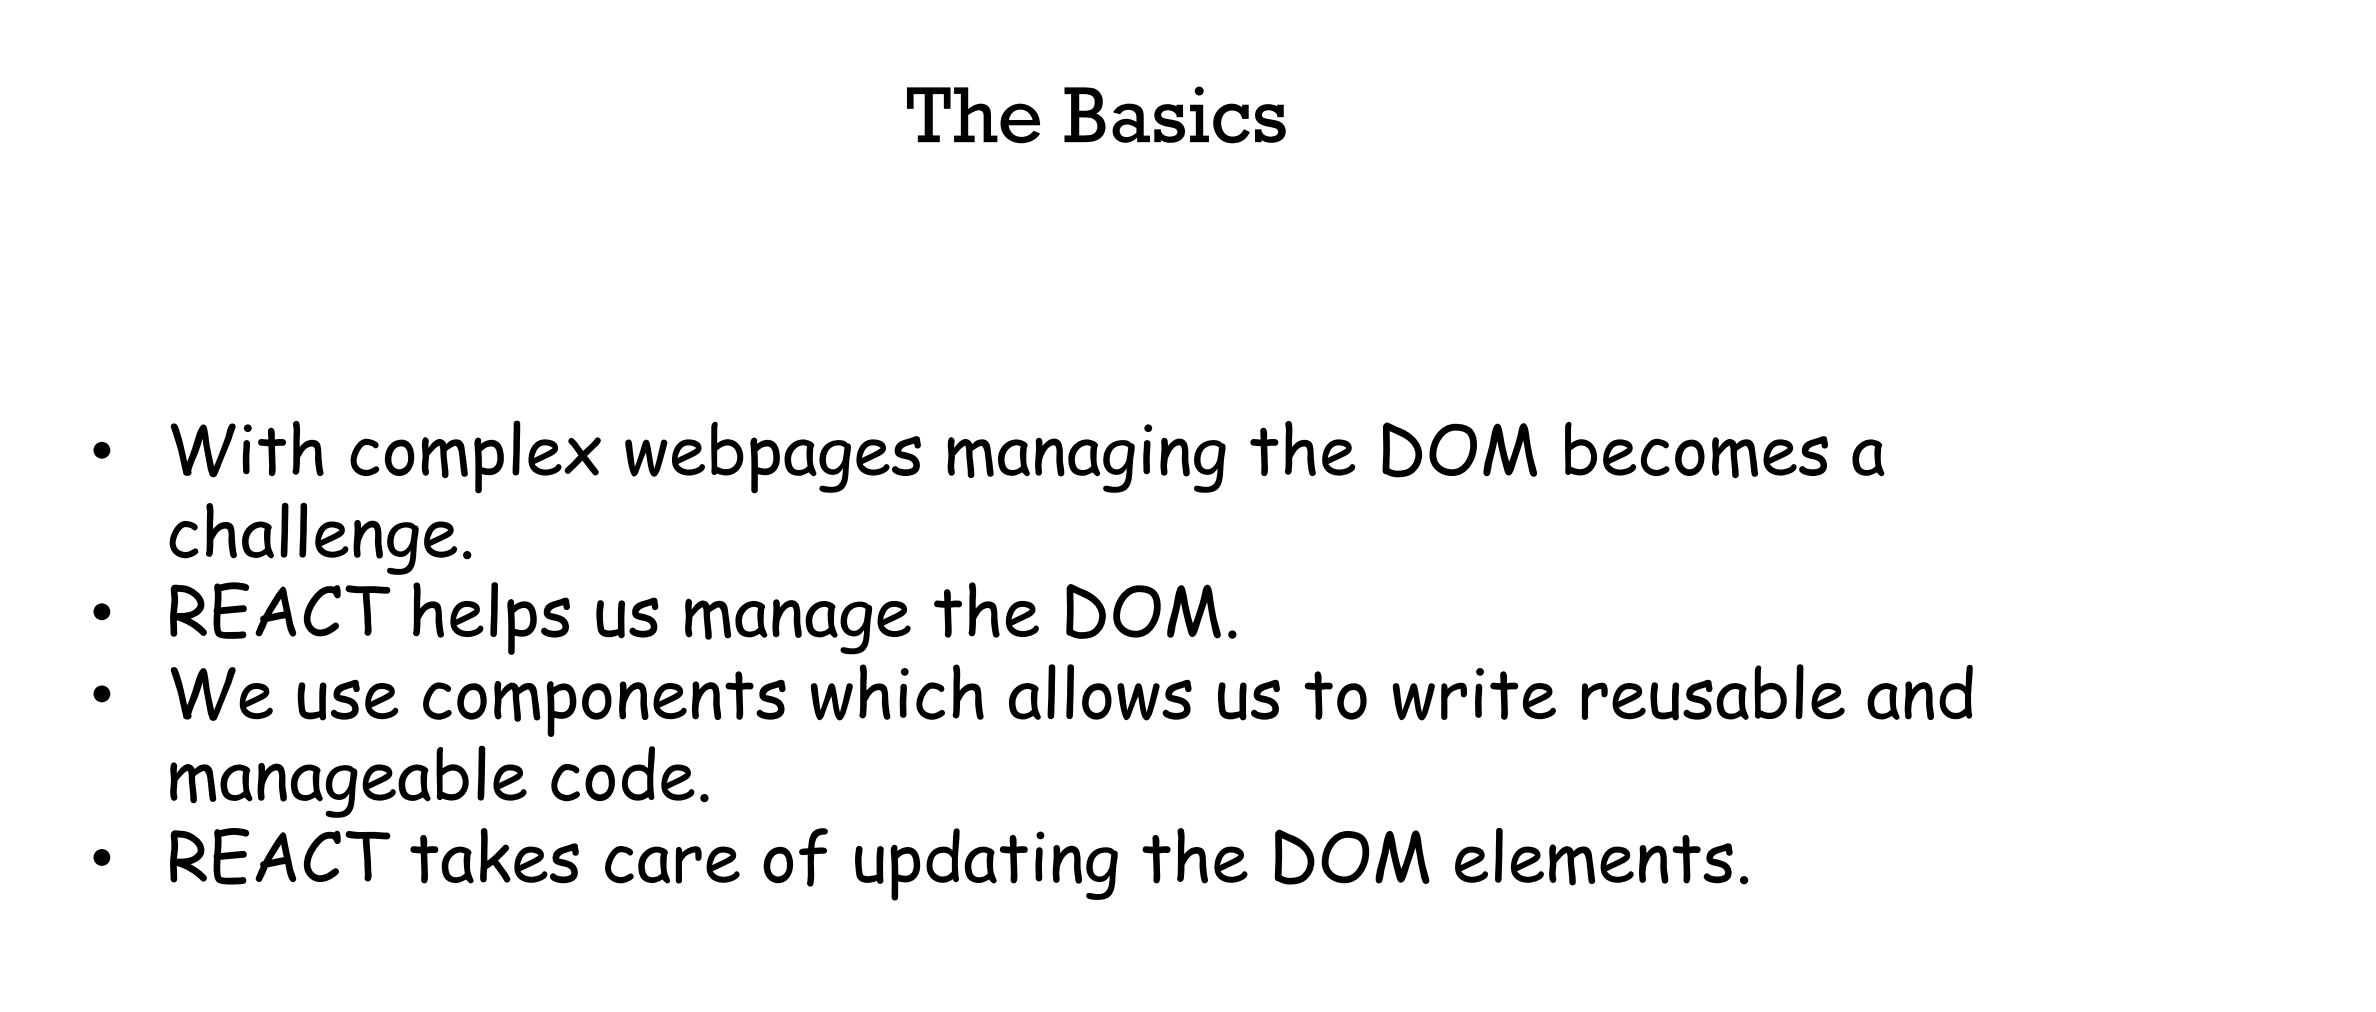 The Basics
• With complex webpages managing the DOM becomes a
challenge.
• REACT helps us manage the DOM.
• We use components which allows us to write reusable and
manageable code.
• REACT takes care of updating the DOM elements.